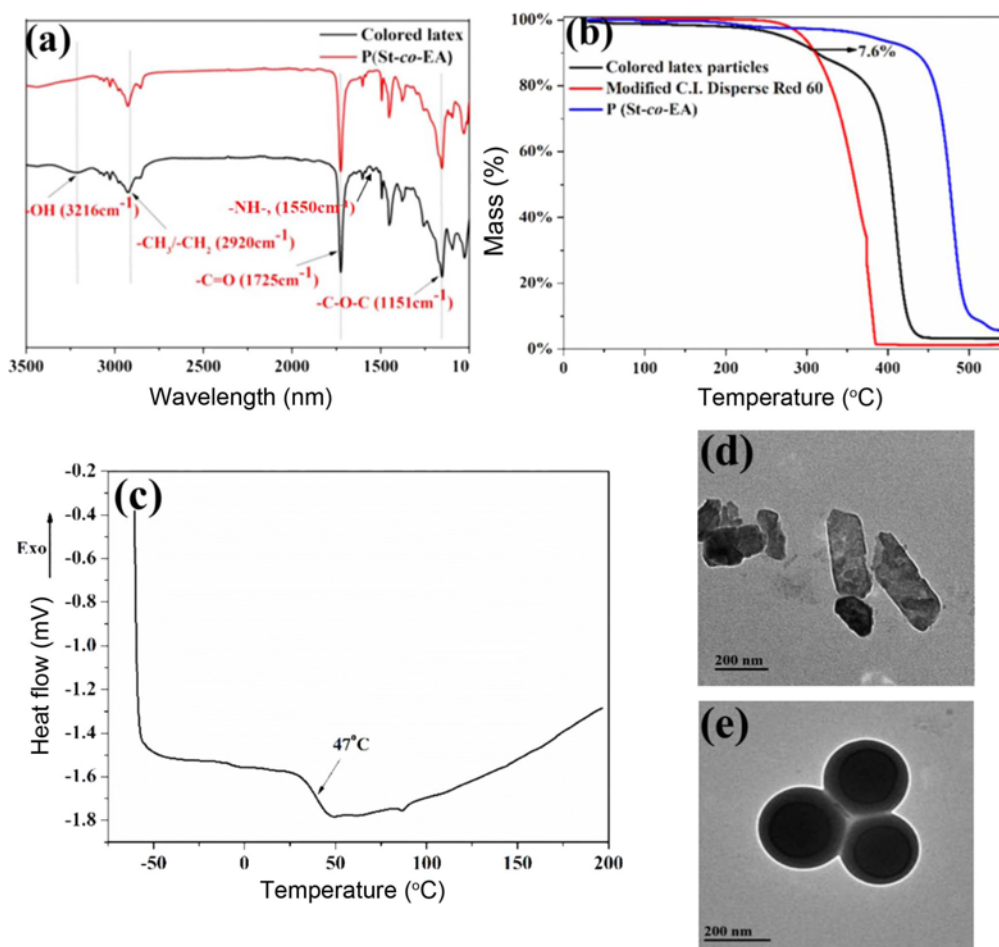 (a)
Colored latex
P(St-co-EA)
-OH (3216cm⁻¹)
-CH₃/-CH₂ (2920cm⁻¹)
-NH-, (1550cm⁻¹
-C=O (1725cm⁻¹)
-C-O-C (1151cm⁻¹)
3500 3000 2500 2000 1500 10
Wavelength (nm)
(b)
7.6%
Colored latex particles
Modified C.I. Disperse Red 60
P (St-co-EA)
100%
80%
60%
40%
20%
0%
Mass (%)
0 100 200 300 400 500
Temperature (°C)
(c)
-0.2
-0.4
-0.6
-0.8
-1.0
-1.2
-1.4
-1.6
-1.8
Exo
Heat flow (mV)
47°C
-50 0 50 100 150 200
Temperature (°C)
(d)
200 nm
(e)
200 nm